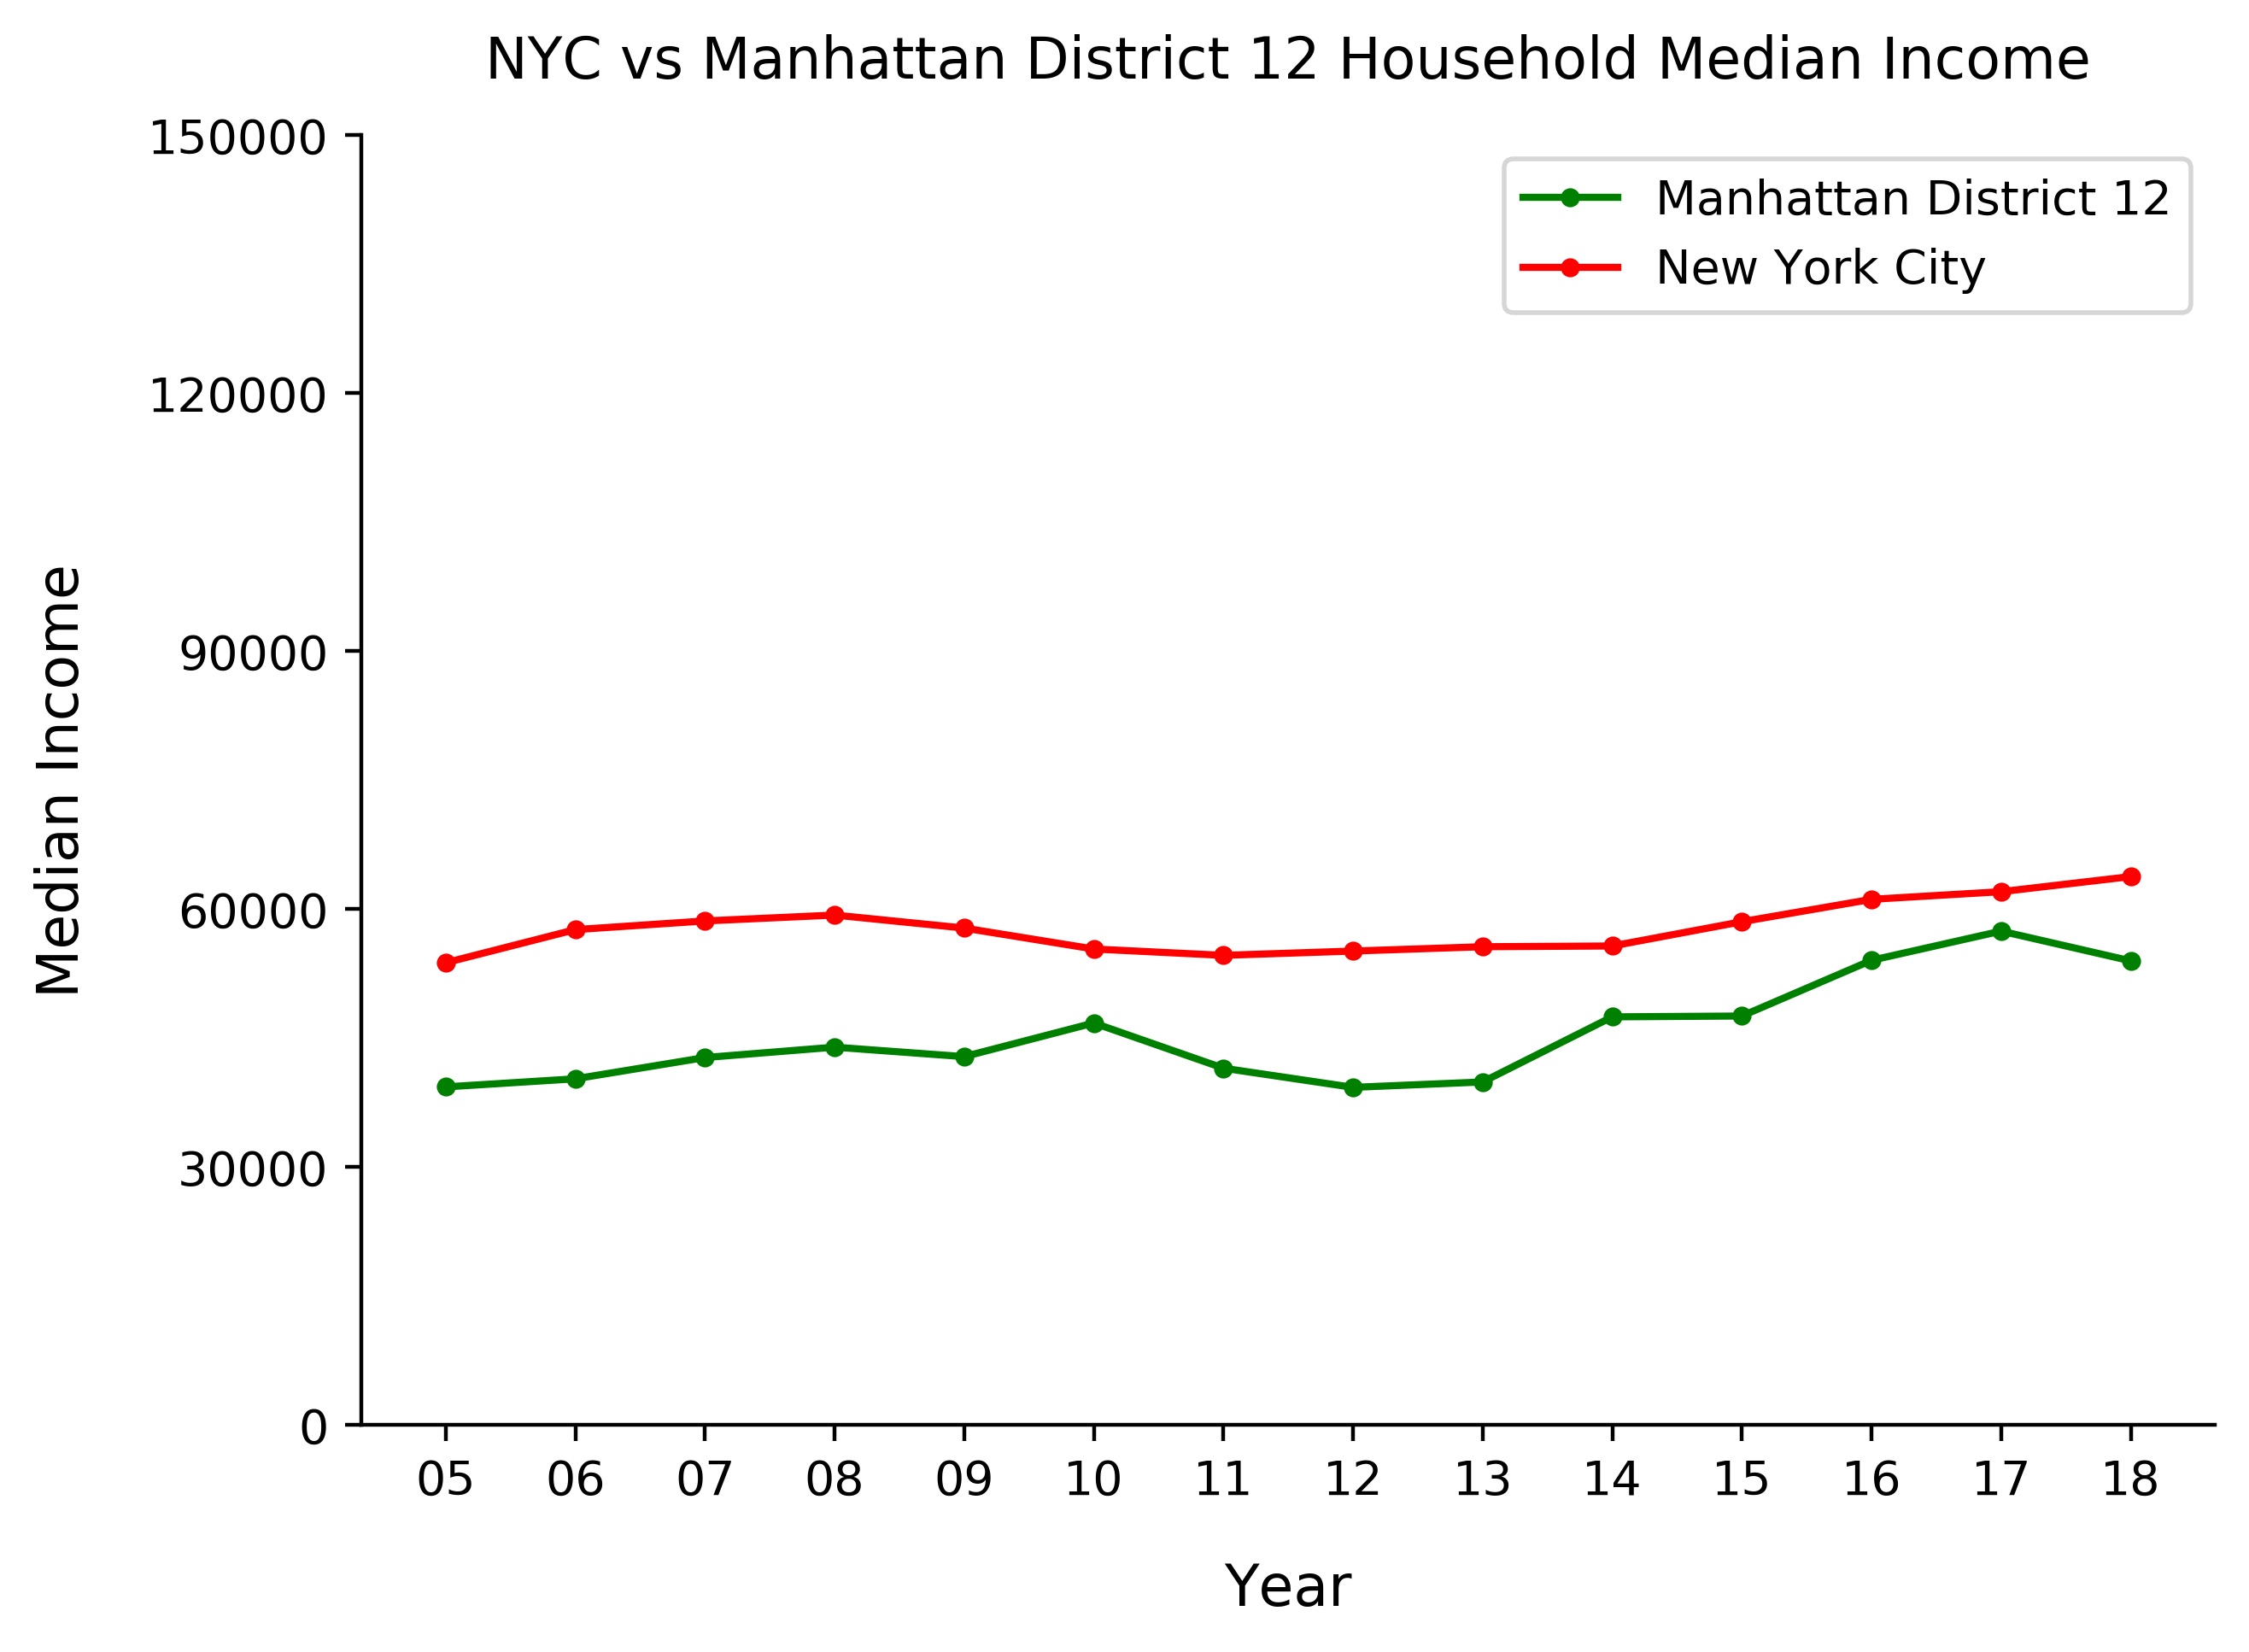 NYC vs Manhattan District 12 Household Median Income
150000
120000
90000
60000
30000
0
Median Income
Manhattan District 12
New York City
05 06 07 08 09 10 11 12 13 14 15 16 17 18
Year